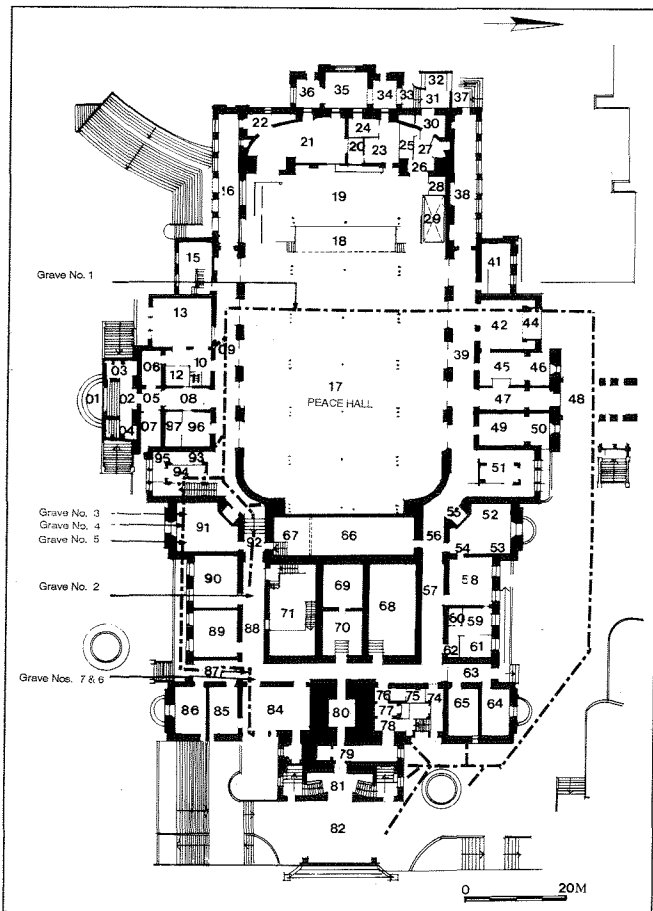 36 35 34 33 32
31 37
22 24 30
21 20 23 25 27
26
16 19 28 38
29
18
15 41
Grave No. 1
13 42 44
09
10
03 06 12 39 45 46
17
PEACE HALL
01 02 05 08 47 48
04 07 97 96 49 50
95 93 51
94
Grave No. 3
Grave No. 4
Grave No. 5
91 92 67 66 56 55 52
54 53
90 69 57 58
Grave No. 2
71 68
88 60 59
89 70 62 61
87 63
Grave Nos. 7 & 6
86 85 84 80 76 75 74 65 64
77
78
79
81
82
0 20M